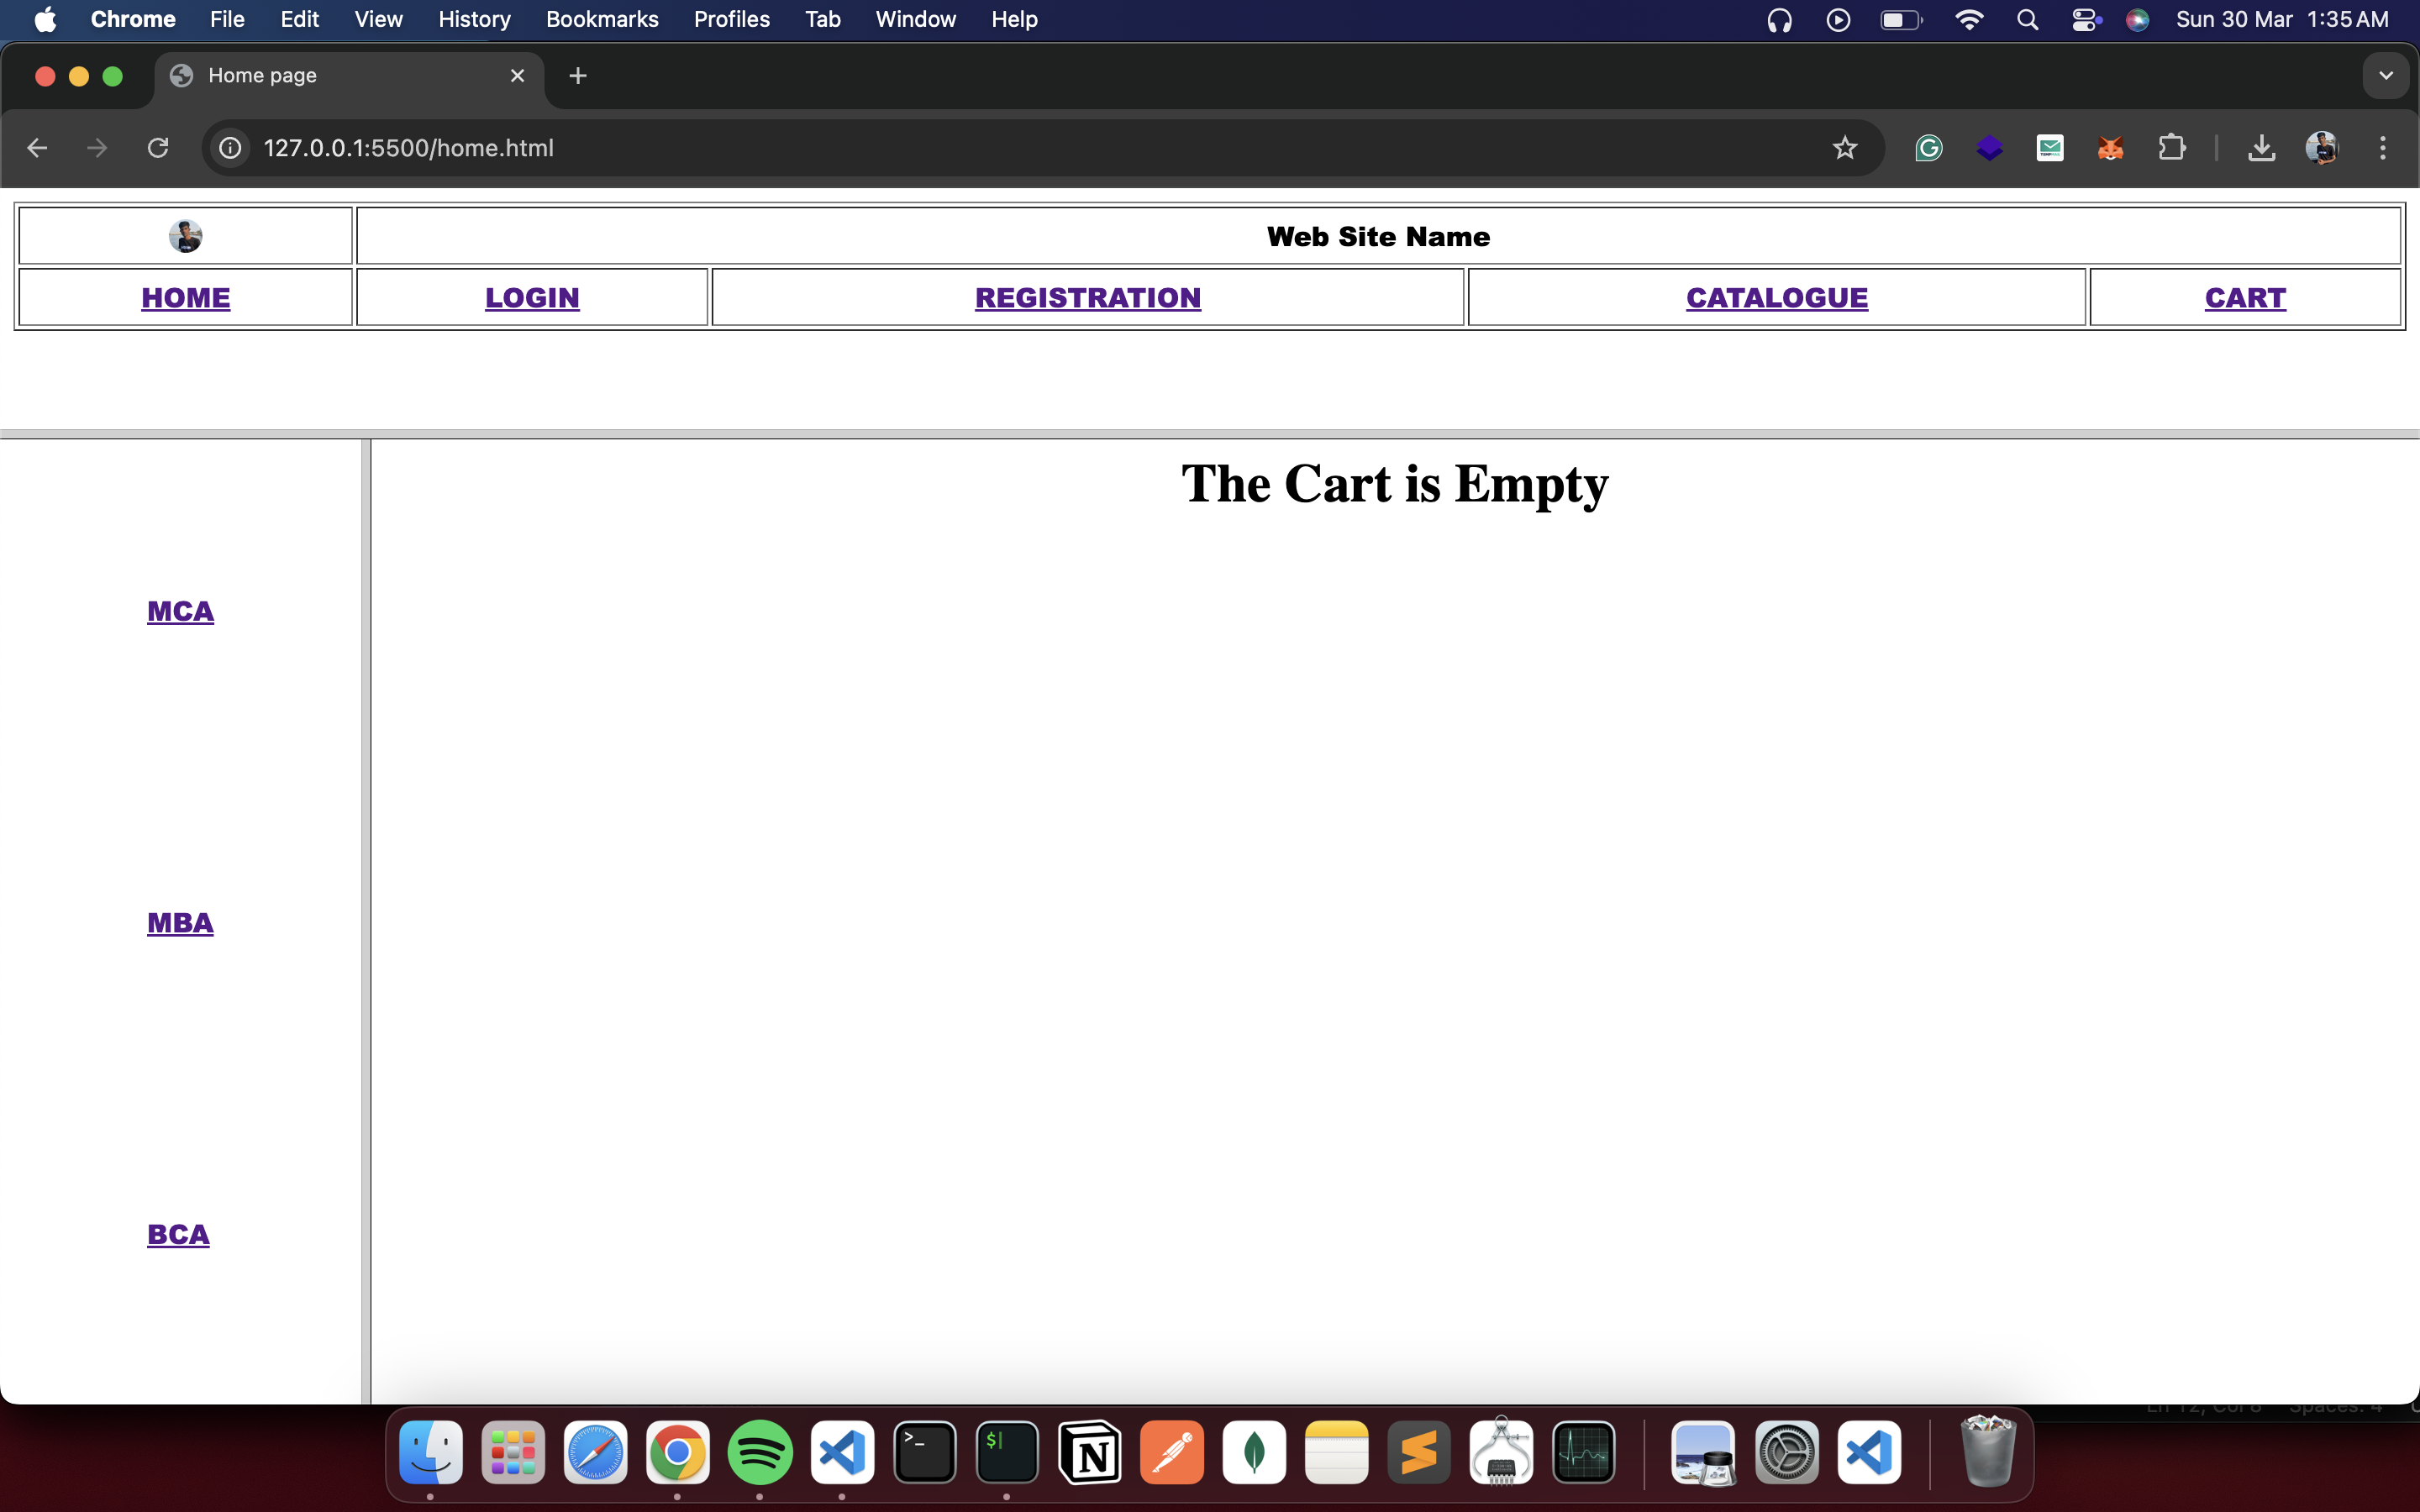 Chrome File Edit View History Bookmarks Profiles Tab Window Help Sun 30 Mar 1:35 AM
Home page
127.0.0.1:5500/home.html
Web Site Name
HOME LOGIN REGISTRATION CATALOGUE CART
The Cart is Empty
MCA
MBA
BCA